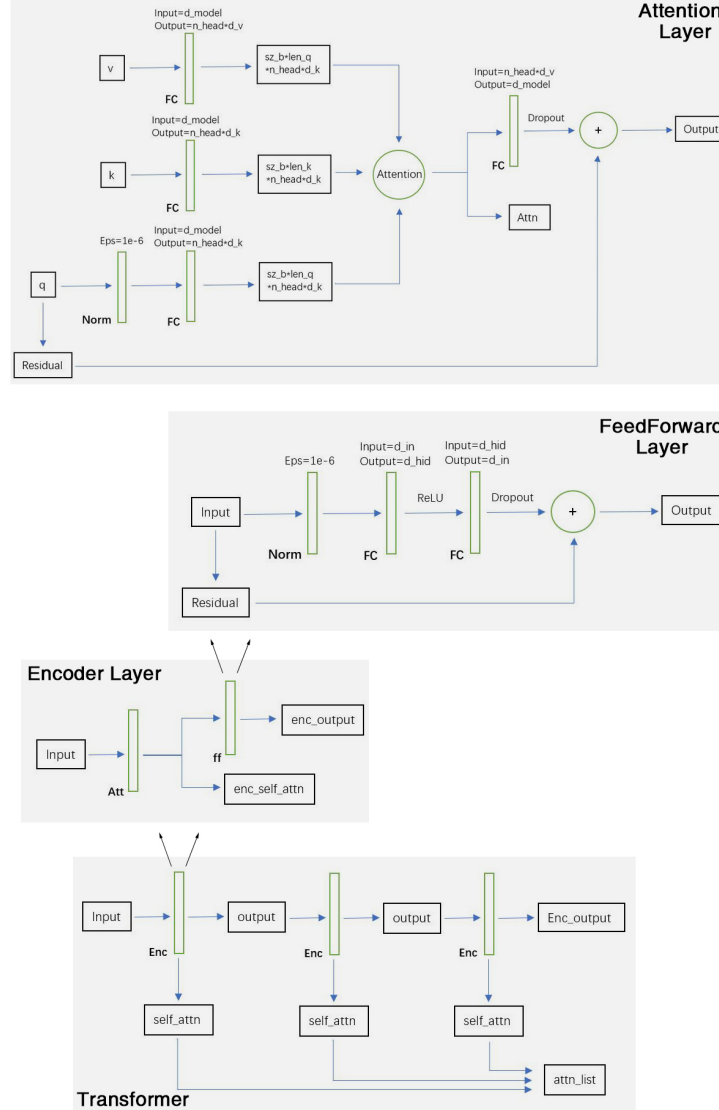 Attention
Layer
Input=d_model
Output=n_head*d_v
v
FC
sz_b*len_q
*n_head*d_k
Input=n_head*d_v
Output=d_model
Dropout
FC
+
Output
Input=d_model
Output=n_head*d_k
k
FC
sz_b*len_k
*n_head*d_k
Attention
Attn
Input=d_model
Output=n_head*d_k
Eps=1e-6
q
Norm
FC
sz_b*len_q
*n_head*d_k
Residual
FeedForward
Layer
Input=d_in
Output=d_hid
Input=d_hid
Output=d_in
Eps=1e-6
ReLU
Dropout
Input
+
Output
Norm
FC
FC
Residual
Encoder Layer
enc_output
Input
ff
Att
enc_self_attn
Input
output
output
Enc_output
Enc
Enc
Enc
self_attn
self_attn
self_attn
attn_list
Transformer